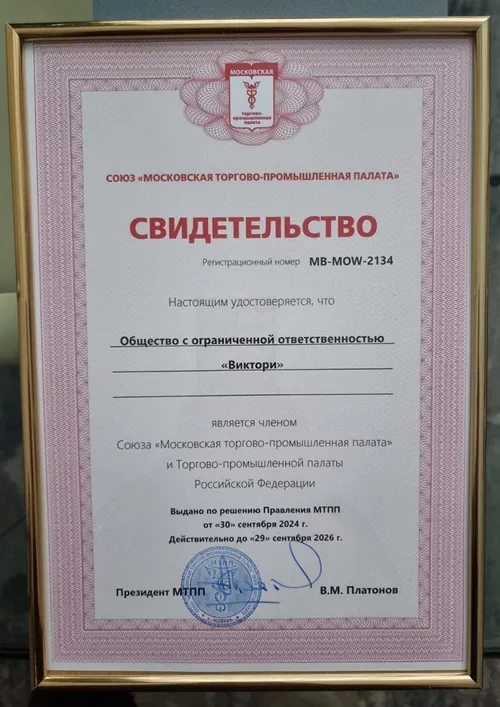 МОСКОВСКАЯ
торгово-
промышленная
палата
СОЮЗ «МОСКОВСКАЯ ТОРГОВО-ПРОМЫШЛЕННАЯ ПАЛАТА»
СВИДЕТЕЛЬСТВО
Регистрационный номер MB-MOW-2134
Настоящим удостоверяется, что
Общество с ограниченной ответственностью
«Виктори»
является членом
Союза «Московская торгово-промышленная палата»
и Торгово-промышленной палаты
Российской Федерации
Выдано по решению Правления МТПП
от «30» сентября 2024 г.
Действительно до «29» сентября 2026 г.
Президент МТПП В.М. Платонов